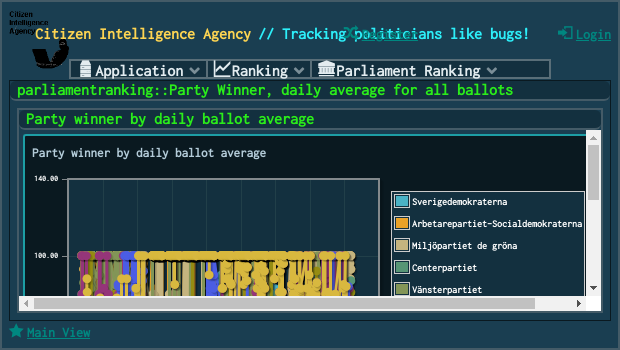 Citizen
Intelligence
Agency
Citizen Intelligence Agency // Tracking politicians like bugs!
Register
Login
Application
Ranking
Parliament Ranking
parliamentranking::Party Winner, daily average for all ballots
Party winner by daily ballot average
Party winner by daily ballot average
140.00
100.00
Sverigedemokraterna
Arbetarepartiet-Socialdemokraterna
Miljöpartiet de gröna
Centerpartiet
Vänsterpartiet
Main View